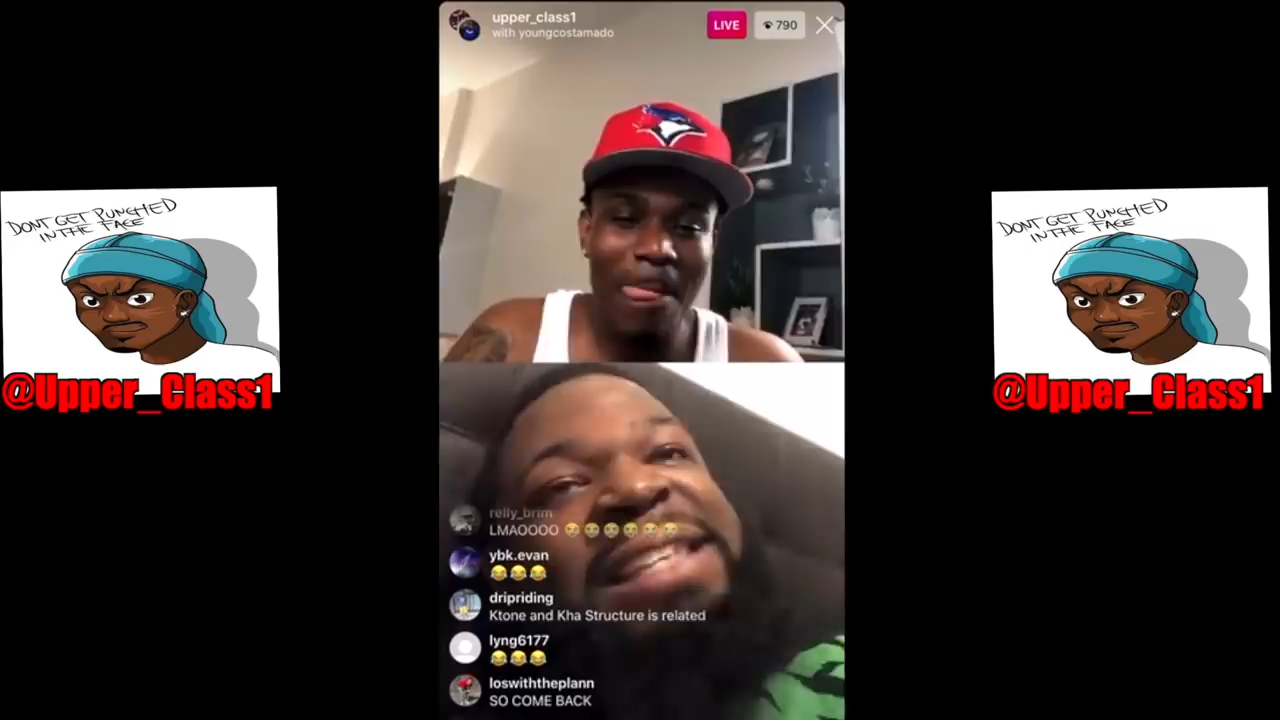 upper_class1
with youngcostamado
LIVE
790
DONT GET PUNCHED
IN THE FACE
@Upper_Class1
DONT GET PUNCHED
IN THE FACE
@Upper_Class1
relly_brim
LMAOOOO 😭😭😭😭😭😭
ybk.evan
😂😂😂
dripriding
Ktone and Kha Structure is related
lyng6177
😂😂😂
loswiththeplann
SO COME BACK